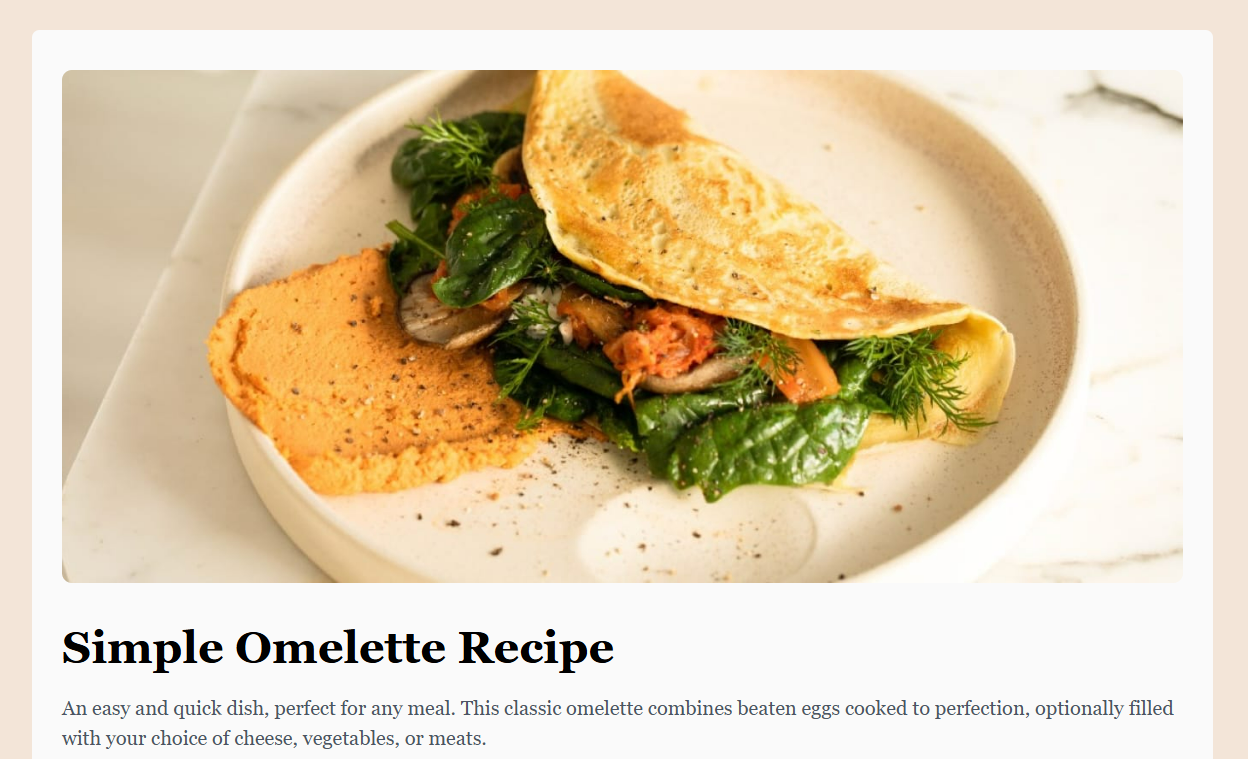 Simple Omelette Recipe
An easy and quick dish, perfect for any meal. This classic omelette combines beaten eggs cooked to perfection, optionally filled
with your choice of cheese, vegetables, or meats.